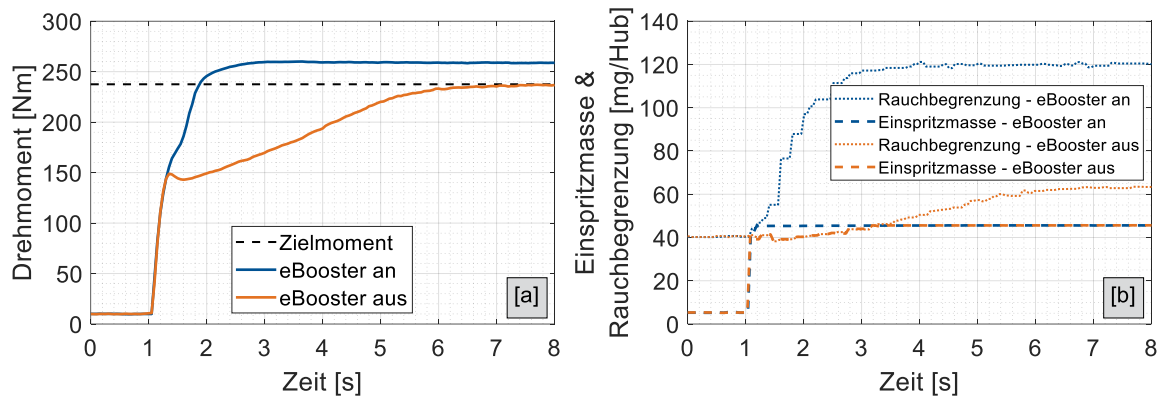 300
250
200
150
100
50
0
Drehmoment [Nm]
0 1 2 3 4 5 6 7 8
Zeit [s]
Zielmoment
eBooster an
eBooster aus
[a]
Einspritzmasse &
Rauchbegrenzung [mg/Hub]
140
120
100
80
60
40
20
0
0 1 2 3 4 5 6 7 8
Zeit [s]
Rauchbegrenzung - eBooster an
Einspritzmasse - eBooster an
Rauchbegrenzung - eBooster aus
Einspritzmasse - eBooster aus
[b]